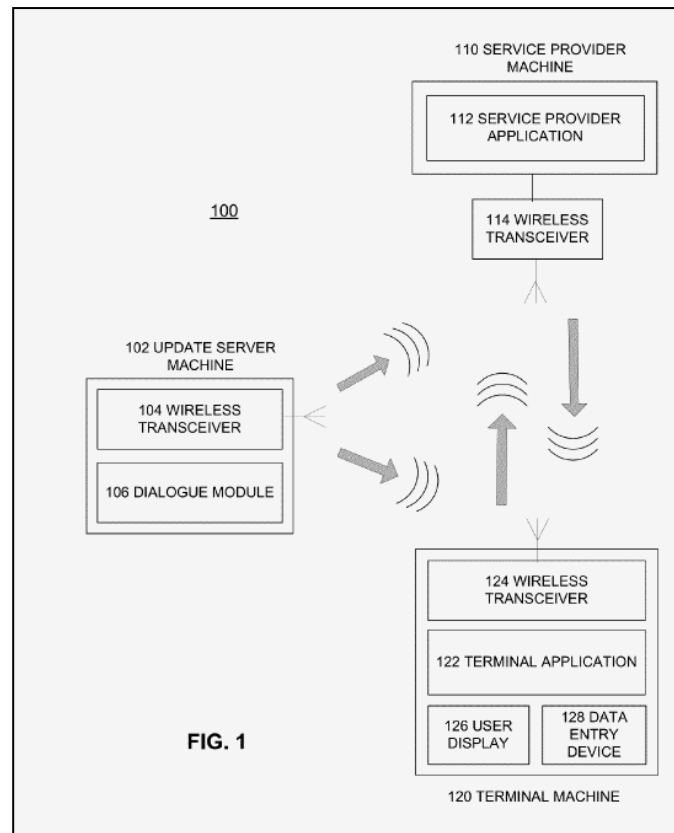 110 SERVICE PROVIDER
MACHINE
112 SERVICE PROVIDER
APPLICATION
100
114 WIRELESS
TRANSCEIVER
102 UPDATE SERVER
MACHINE
104 WIRELESS
TRANSCEIVER
106 DIALOGUE MODULE
124 WIRELESS
TRANSCEIVER
122 TERMINAL APPLICATION
126 USER
DISPLAY
128 DATA
ENTRY
DEVICE
FIG. 1
120 TERMINAL MACHINE